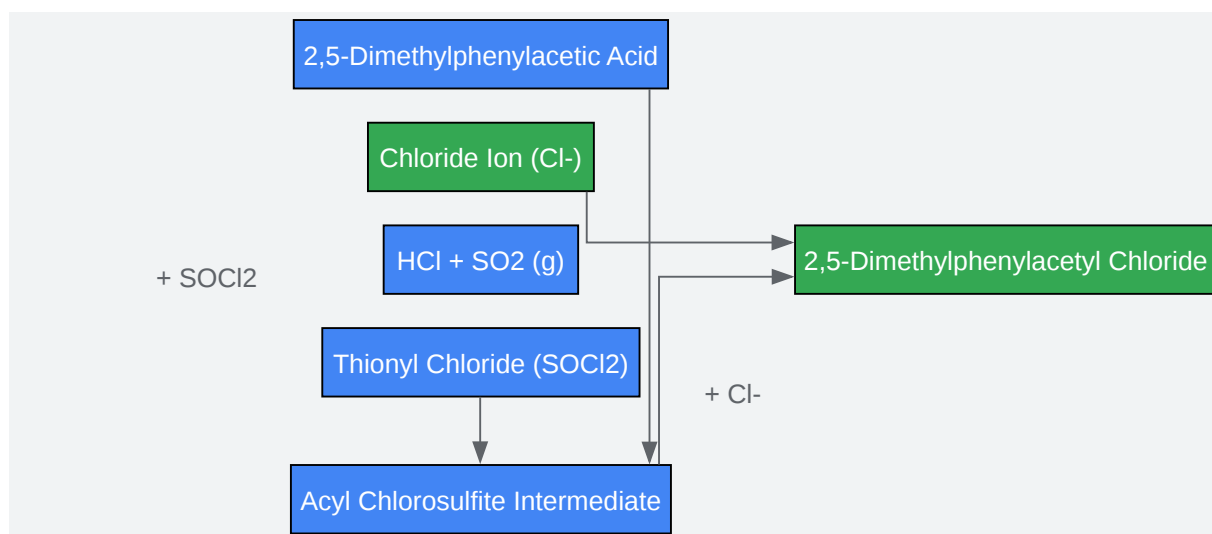 2,5-Dimethylphenylacetic Acid
Chloride Ion (Cl-)
HCl + SO2 (g)
2,5-Dimethylphenylacetyl Chloride
+ SOCl2
Thionyl Chloride (SOCl2)
+ Cl-
Acyl Chlorosulfite Intermediate